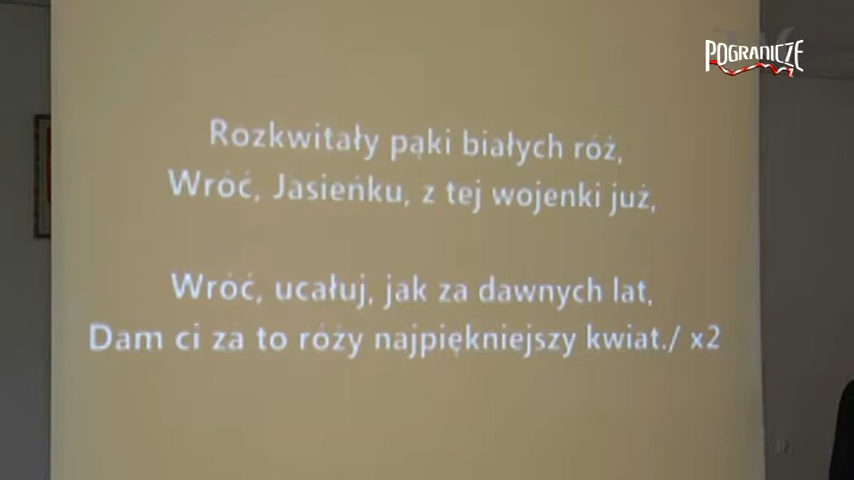 POGRANICZE
Rozkwitały pąki białych róż,
Wróć, Jasieńku, z tej wojenki już,
Wróć, ucałuj, jak za dawnych lat,
Dam ci za to róży najpiękniejszy kwiat./ x2